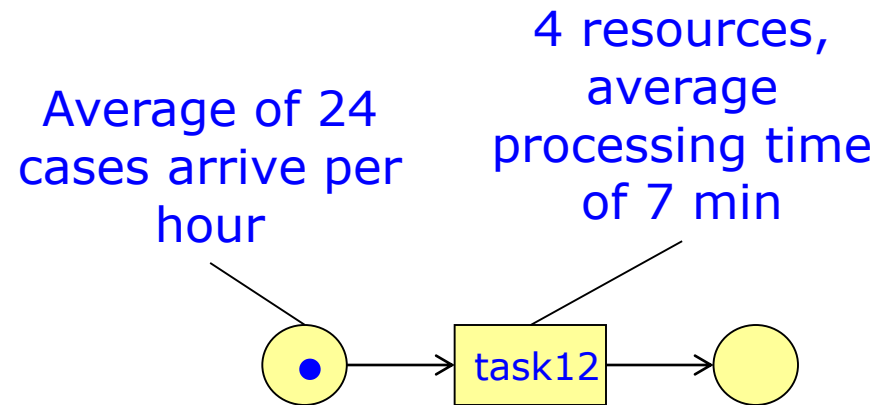 Average of 24
cases arrive per
hour
4 resources,
average
processing time
of 7 min
task12